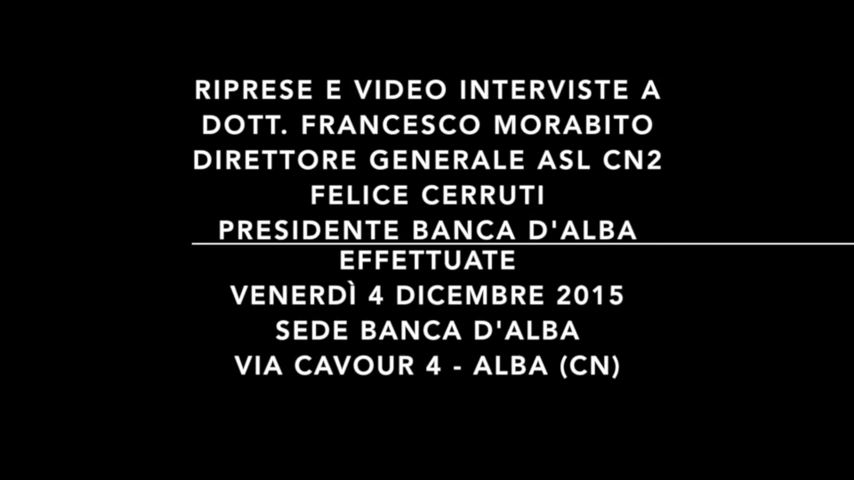 RIPRESE E VIDEO INTERVISTE A
DOTT. FRANCESCO MORABITO
DIRETTORE GENERALE ASL CN2
FELICE CERRUTI
PRESIDENTE BANCA D'ALBA
EFFETTUATE
VENERDÌ 4 DICEMBRE 2015
SEDE BANCA D'ALBA
VIA CAVOUR 4 - ALBA (CN)